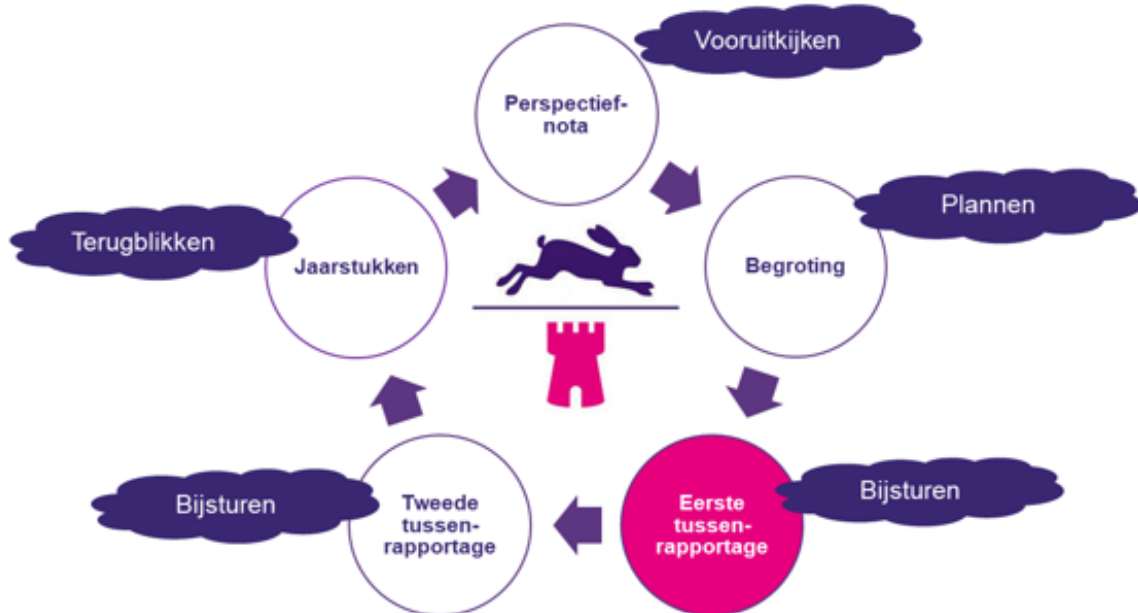 Vooruitkijken
Perspectief-
nota
Plannen
Begroting
Terugblikken
Jaarstukken
Bijsturen
Eerste
tussen-
rapportage
Bijsturen
Tweede
tussen-
rapportage